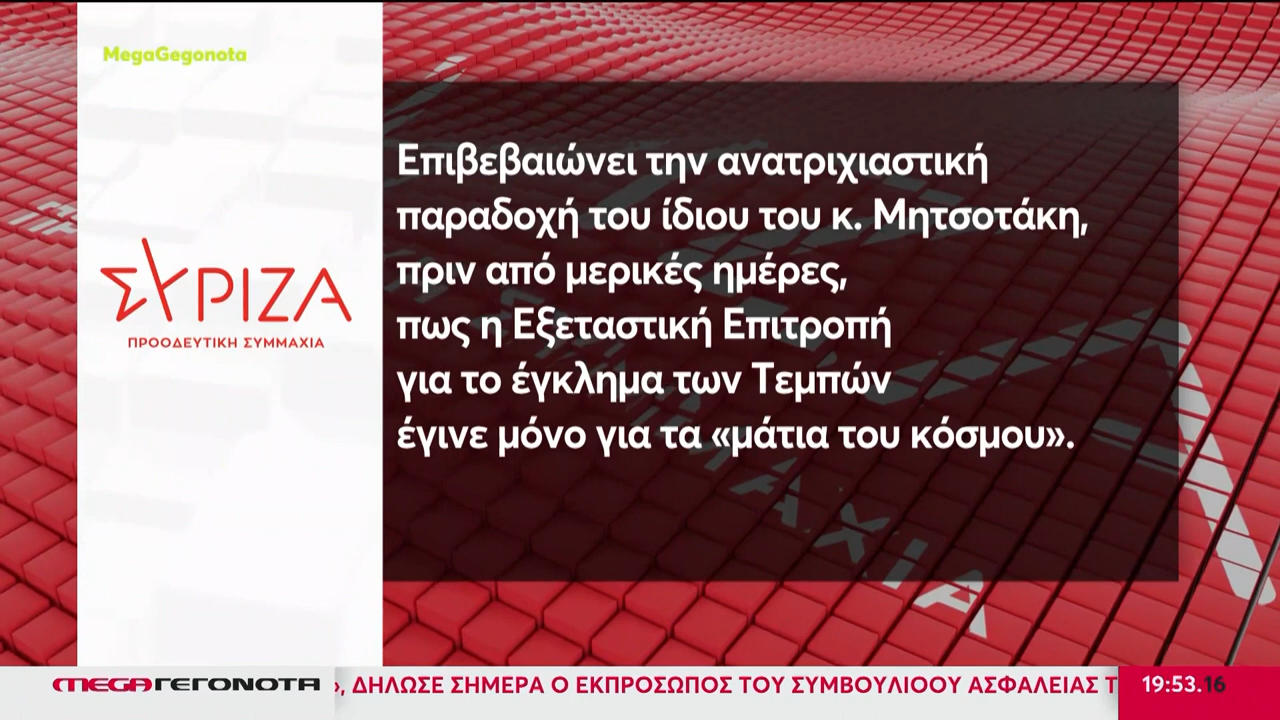 MegaGegonota
ΣΥΡΙΖΑ
ΠΡΟΟΔΕΥΤΙΚΗ ΣΥΜΜΑΧΙΑ
Επιβεβαιώνει την ανατριχιαστική
παραδοχή του ίδιου του κ. Μητσοτάκη,
πριν από μερικές ημέρες,
πως η Εξεταστική Επιτροπή
για το έγκλημα των Τεμπών
έγινε μόνο για τα «μάτια του κόσμου».
MEGA ΓΕΓΟΝΟΤΑ
», ΔΗΛΩΣΕ ΣΗΜΕΡΑ Ο ΕΚΠΡΟΣΩΠΟΣ ΤΟΥ ΣΥΜΒΟΥΛΙΟΟΥ ΑΣΦΑΛΕΙΑΣ Τ
19:53.16